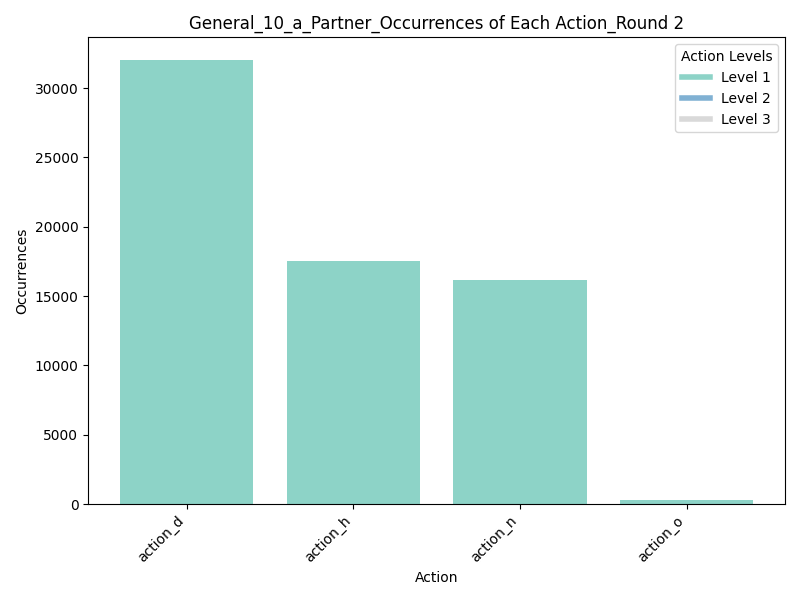 General_10_a_Partner_Occurrences of Each Action_Round 2
Action Levels
Level 1
Level 2
Level 3
Occurrences
30000
25000
20000
15000
10000
5000
0
action_d
action_h
action_n
action_o
Action